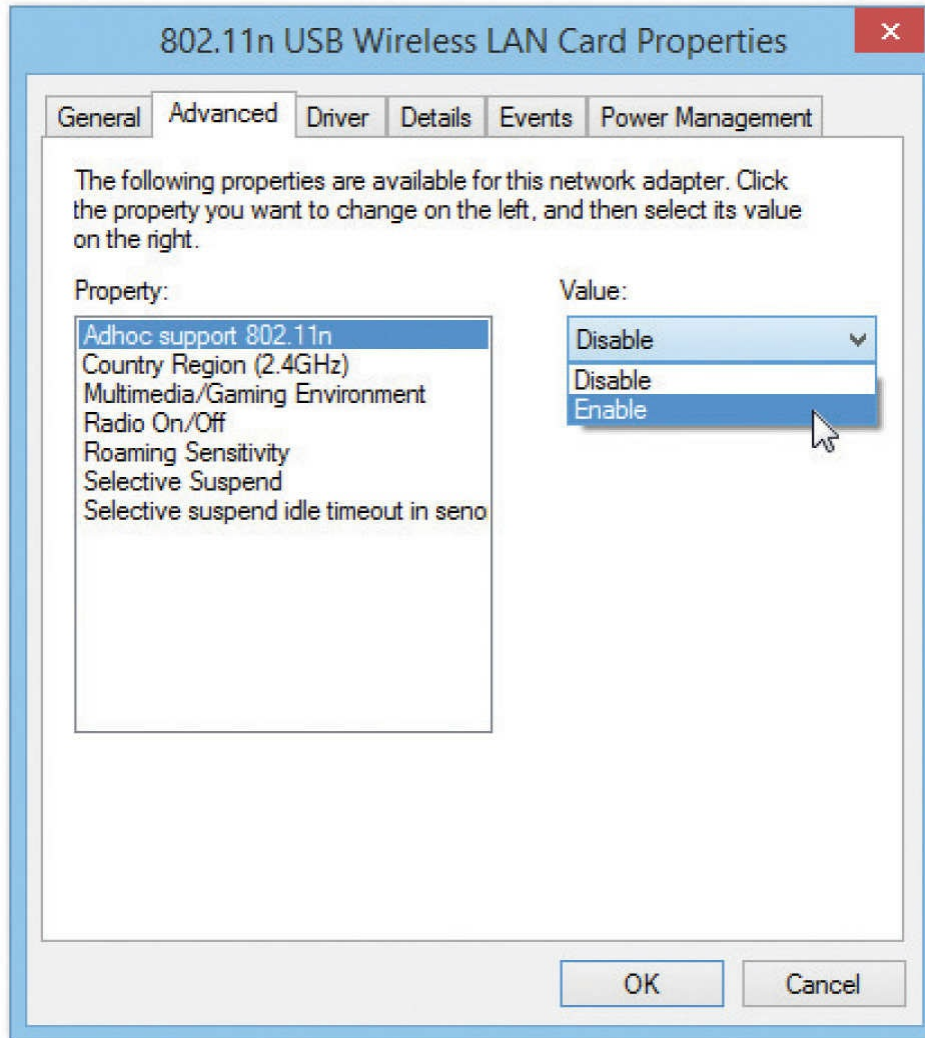 802.11n USB Wireless LAN Card Properties
General Advanced Driver Details Events Power Management
The following properties are available for this network adapter. Click
the property you want to change on the left, and then select its value
on the right.
Property: Value:
Adhoc support 802.11n
Country Region (2.4GHz)
Multimedia/Gaming Environment
Radio On/Off
Roaming Sensitivity
Selective Suspend
Selective suspend idle timeout in seno
Disable
Disable
Enable
OK Cancel